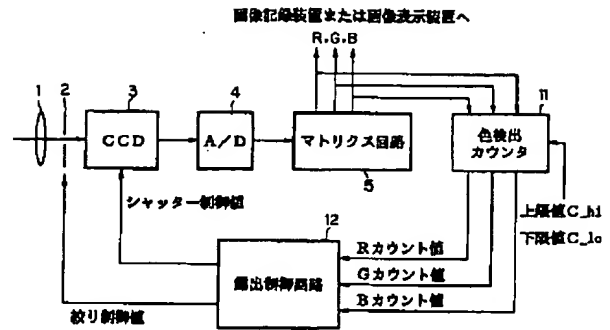 画像記録装置または画像表示装置へ
R.G.B
1
2
3
4
11
CCD
A/D
マトリクス回路
色検出
カウンタ
5
シャッター制御値
上限値C_hi
下限値C_lo
12
Rカウント値
Gカウント値
Bカウント値
露出制御回路
絞り制御値